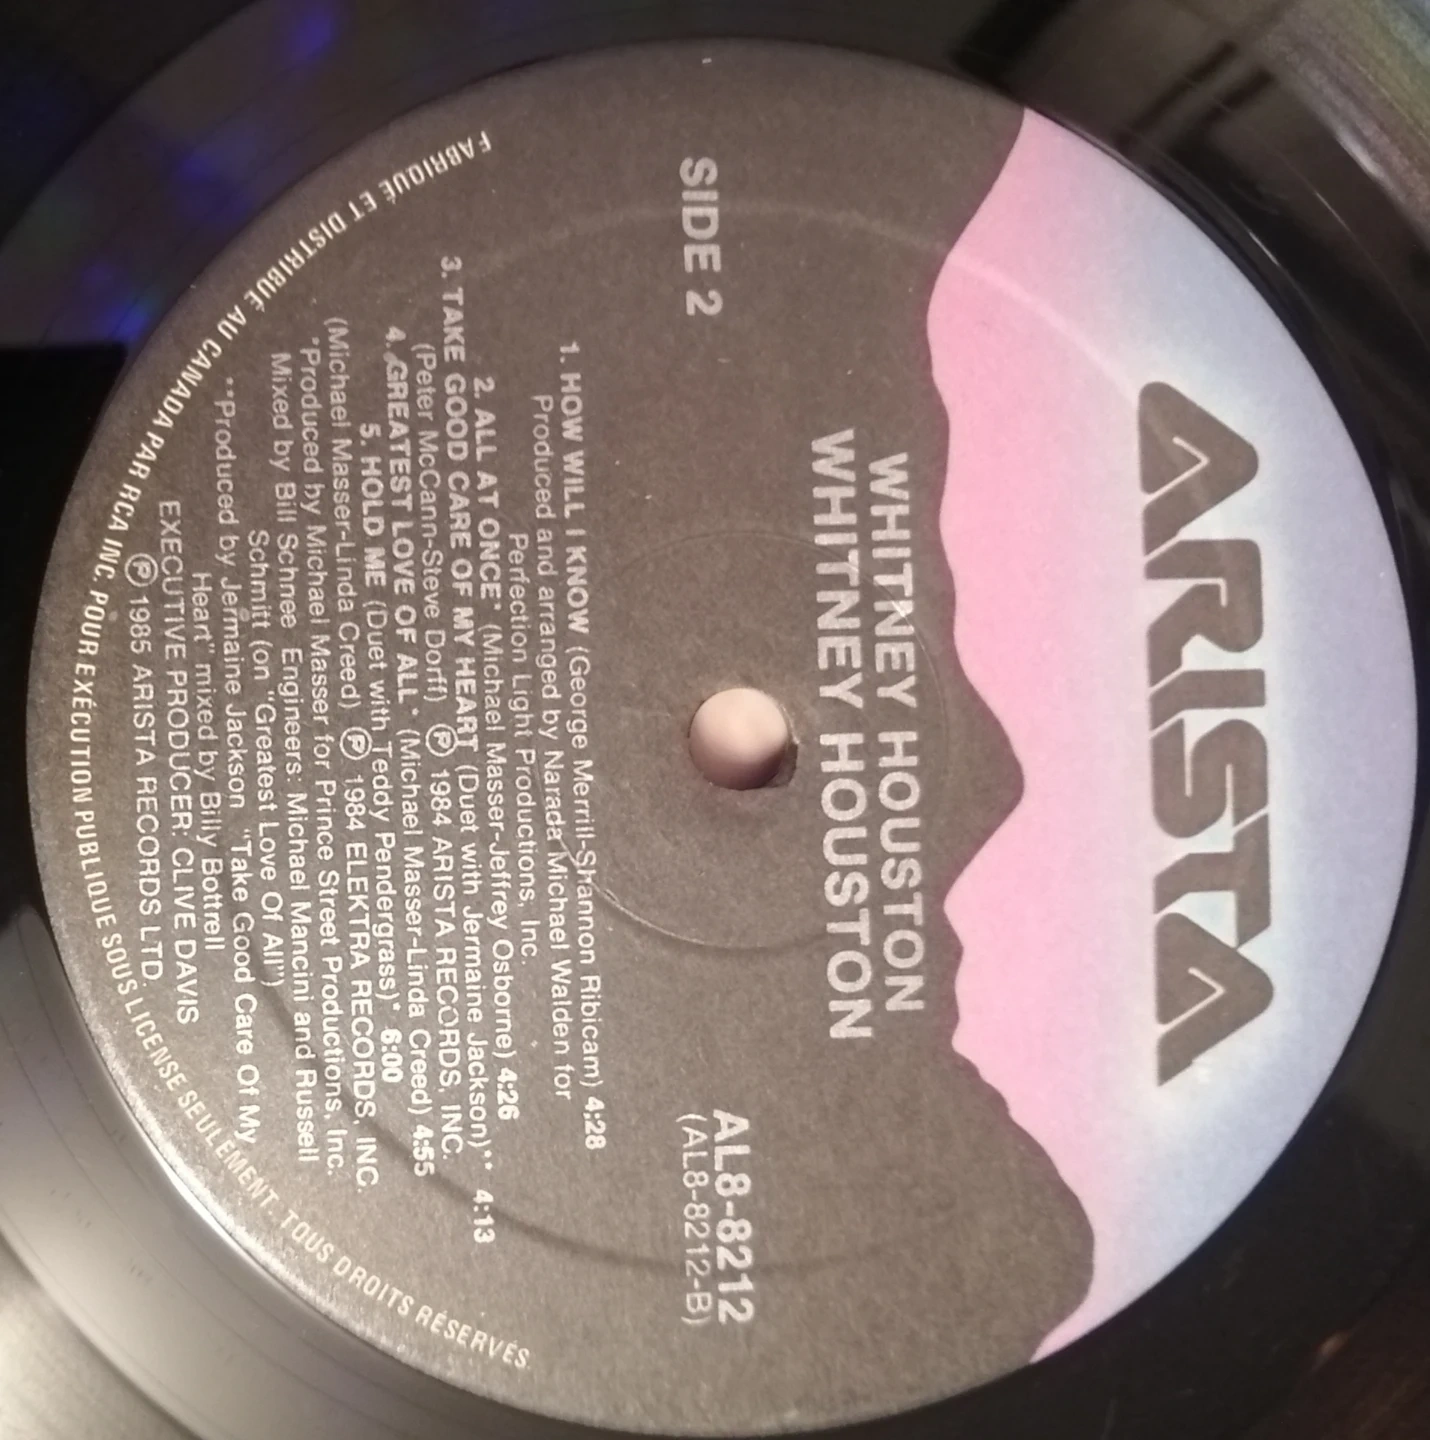 ARISTA
WHITNEY HOUSTON
WHITNEY HOUSTON
SIDE 2
AL8-8212
(AL8-8212-B)
1. HOW WILL I KNOW (George Merrill-Shannon Ribicam) 4:28
Produced and arranged by Narada Michael Walden for
Perfection Light Productions, Inc.
2. ALL AT ONCE* (Michael Masser-Jeffrey Osborne) 4:26
3. TAKE GOOD CARE OF MY HEART (Duet with Jermaine Jackson)** 4:13
(Peter McCann-Steve Dorff) Ⓟ 1984 ARISTA RECORDS, INC.
4. GREATEST LOVE OF ALL* (Michael Masser-Linda Creed) 4:55
5. HOLD ME (Duet with Teddy Pendergrass)* 6:00
(Michael Masser-Linda Creed) Ⓟ 1984 ELEKTRA RECORDS, INC.
*Produced by Michael Masser for Prince Street Productions, Inc.
Mixed by Bill Schnee Engineers: Michael Mancini and Russell
Schmitt (on "Greatest Love Of All")
**Produced by Jermaine Jackson "Take Good Care Of My
Heart" mixed by Billy Bottrell
EXECUTIVE PRODUCER: CLIVE DAVIS
Ⓟ 1985 ARISTA RECORDS LTD.
FABRIQUÉ ET DISTRIBUÉ AU CANADA PAR RCA INC. POUR EXÉCUTION PUBLIQUE SOUS LICENSE SEULEMENT. TOUS DROITS RÉSERVÉS.